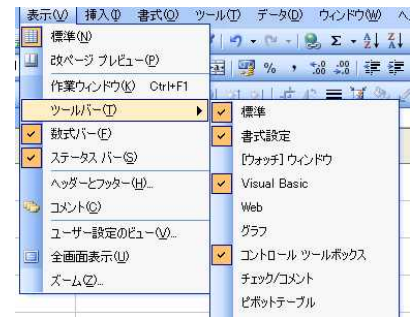 表示(V) 挿入(I) 書式(O) ツール(T) データ(D) ウィンドウ(W)
標準(N)
改ページ プレビュー(P)
作業ウィンドウ(K) Ctrl+F1
ツールバー(T)
数式バー(F)
ステータス バー(S)
ヘッダーとフッター(H)...
コメント(C)
ユーザー設定のビュー(V)...
全画面表示(U)
ズーム(Z)...
標準
書式設定
[ウォッチ] ウィンドウ
Visual Basic
Web
グラフ
コントロール ツールボックス
チェック/コメント
ピボットテーブル